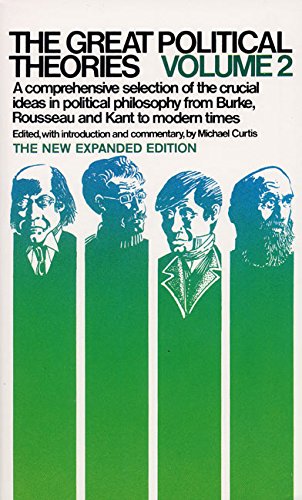 THE GREAT POLITICAL
THEORIES VOLUME 2
A comprehensive selection of the crucial
ideas in political philosophy from Burke,
Rousseau and Kant to modern times
Edited, with introduction and commentary, by Michael Curtis
THE NEW EXPANDED EDITION